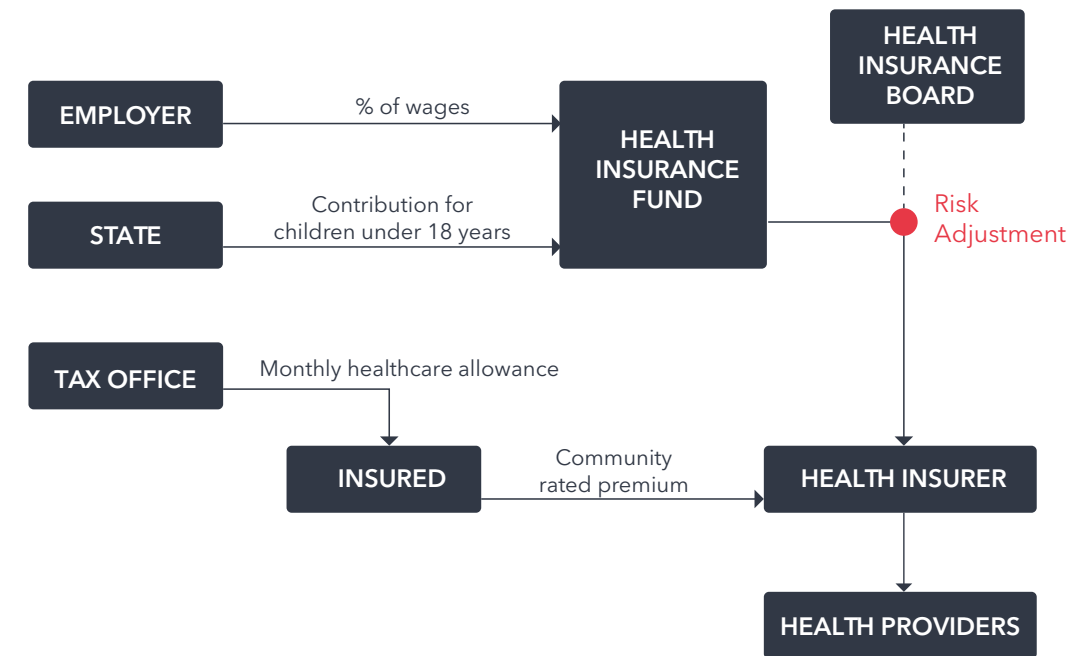 HEALTH
INSURANCE
BOARD
EMPLOYER
% of wages
HEALTH
INSURANCE
FUND
STATE
Contribution for
children under 18 years
Risk
Adjustment
TAX OFFICE
Monthly healthcare allowance
INSURED
Community
rated premium
HEALTH INSURER
HEALTH PROVIDERS